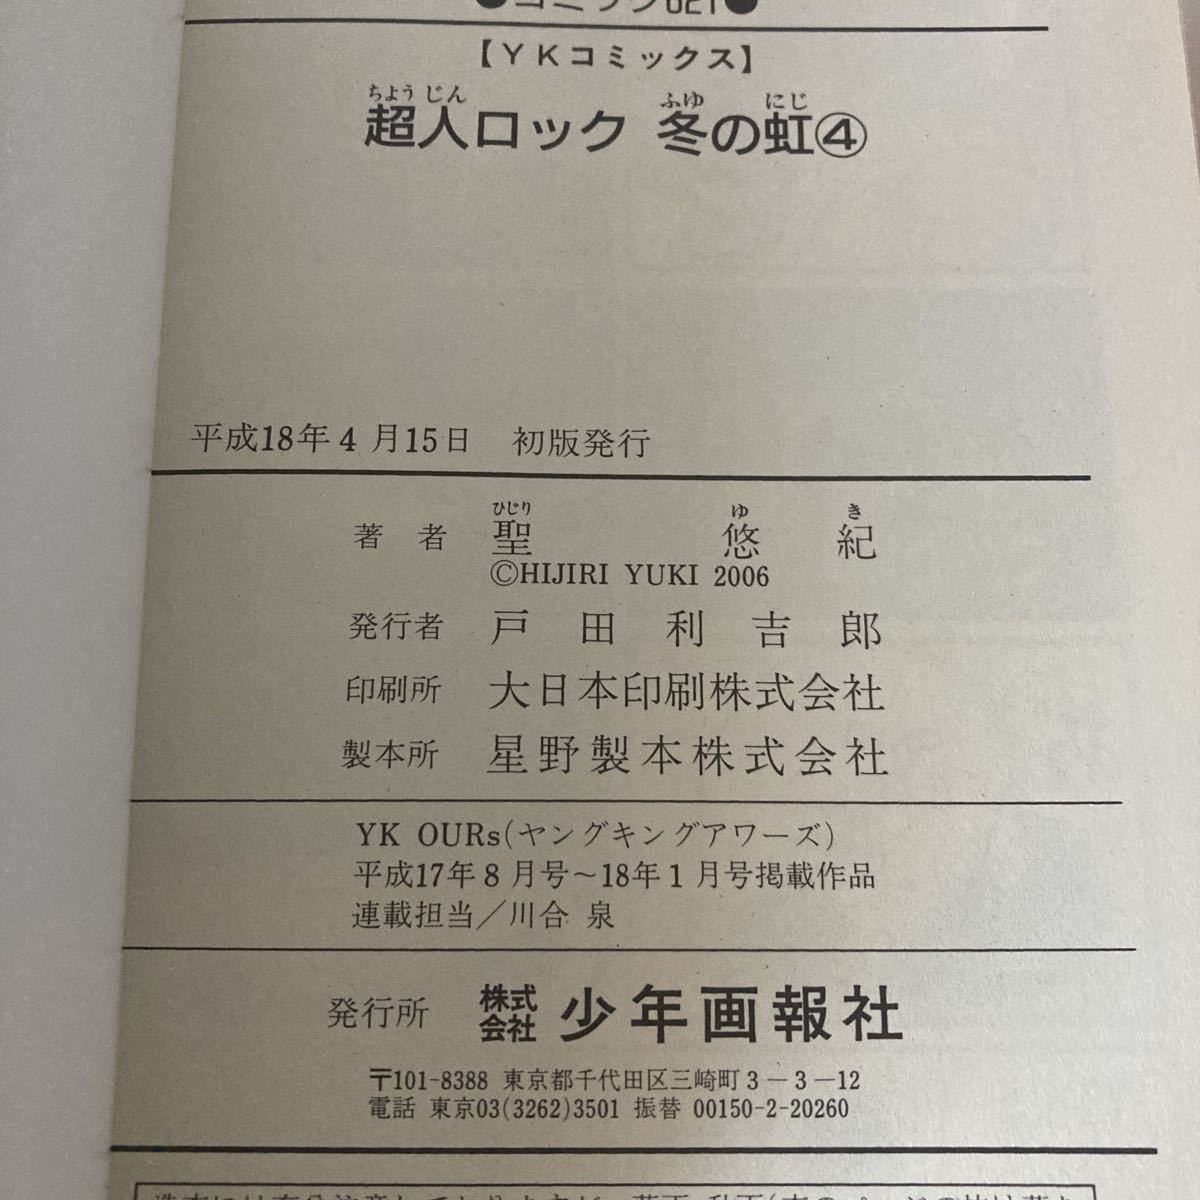 ●コミック621●
【YKコミックス】
ちょう じん ふゆ にじ
超人ロック 冬の虹④
平成18年4月15日 初版発行
ひじり ゆ き
著者 聖悠紀
©HIJIRI YUKI 2006
発行者 戸田利吉郎
印刷所 大日本印刷株式会社
製本所 星野製本株式会社
YK OURs(ヤングキングアワーズ)
平成17年8月号～18年1月号掲載作品
連載担当／川合 泉
発行所 株式会社 少年画報社
〒101-8388 東京都千代田区三崎町3－3－12
電話 東京03(3262)3501 振替 00150-2-20260